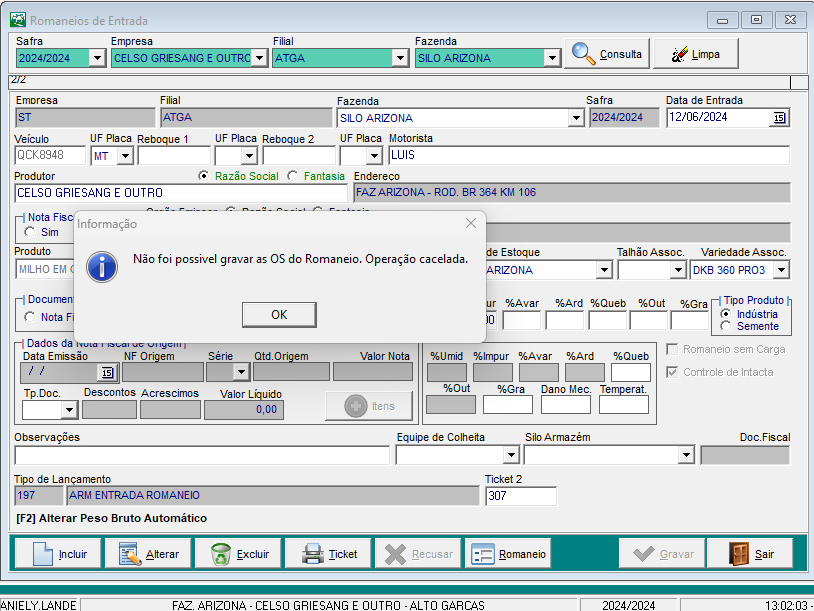 Romaneios de Entrada
Safra Empresa Filial Fazenda
2024/2024 CELSO GRIESANG E OUTRC ATGA SILO ARIZONA Consulta Limpa
2/2
Empresa Filial Fazenda Safra Data de Entrada
ST ATGA SILO ARIZONA 2024/2024 12/06/2024 15
Veículo UF Placa Reboque 1 UF Placa Reboque 2 UF Placa Motorista
QCK8948 MT LUIS
Produtor Razão Social Fantasia Endereco
CELSO GRIESANG E OUTRO FAZ ARIZONA - ROD. BR 364 KM 106
Nota Fisc
Sim
Informação
Não foi possivel gravar as OS do Romaneio. Operação cacelada.
OK
Produto de Estoque Talhão Assoc. Variedade Assoc.
MILHO EM ARIZONA DKB 360 PRO3
Documen ur %Avar %Ard %Queb %Out %Gra Tipo Produto
Nota Fi 00 Indústria
Semente
Dados da Nota Fiscal de Origem
Romaneio sem Carga
Data Emissão NF Origem Série Qtd.Origem Valor Nota %Umid %Impur %Avar %Ard %Queb
/ / 15 Controle de Intacta
Tp.Doc. Descontos Acrescimos Valor Líquido %Out %Gra Dano Mec. Temperat.
0,00 Itens
Observações Equipe de Colheita Silo Armazém Doc.Fiscal
Tipo de Lançamento Ticket 2
197 ARM ENTRADA ROMANEIO 307
[F2] Alterar Peso Bruto Automático
Incluir Alterar Excluir Ticket Recusar Romaneio Gravar Sair
ANIELY.LANDE FAZ. ARIZONA - CELSO GRIESANG E OUTRO - ALTO GARCAS 2024/2024 13:02:03 -